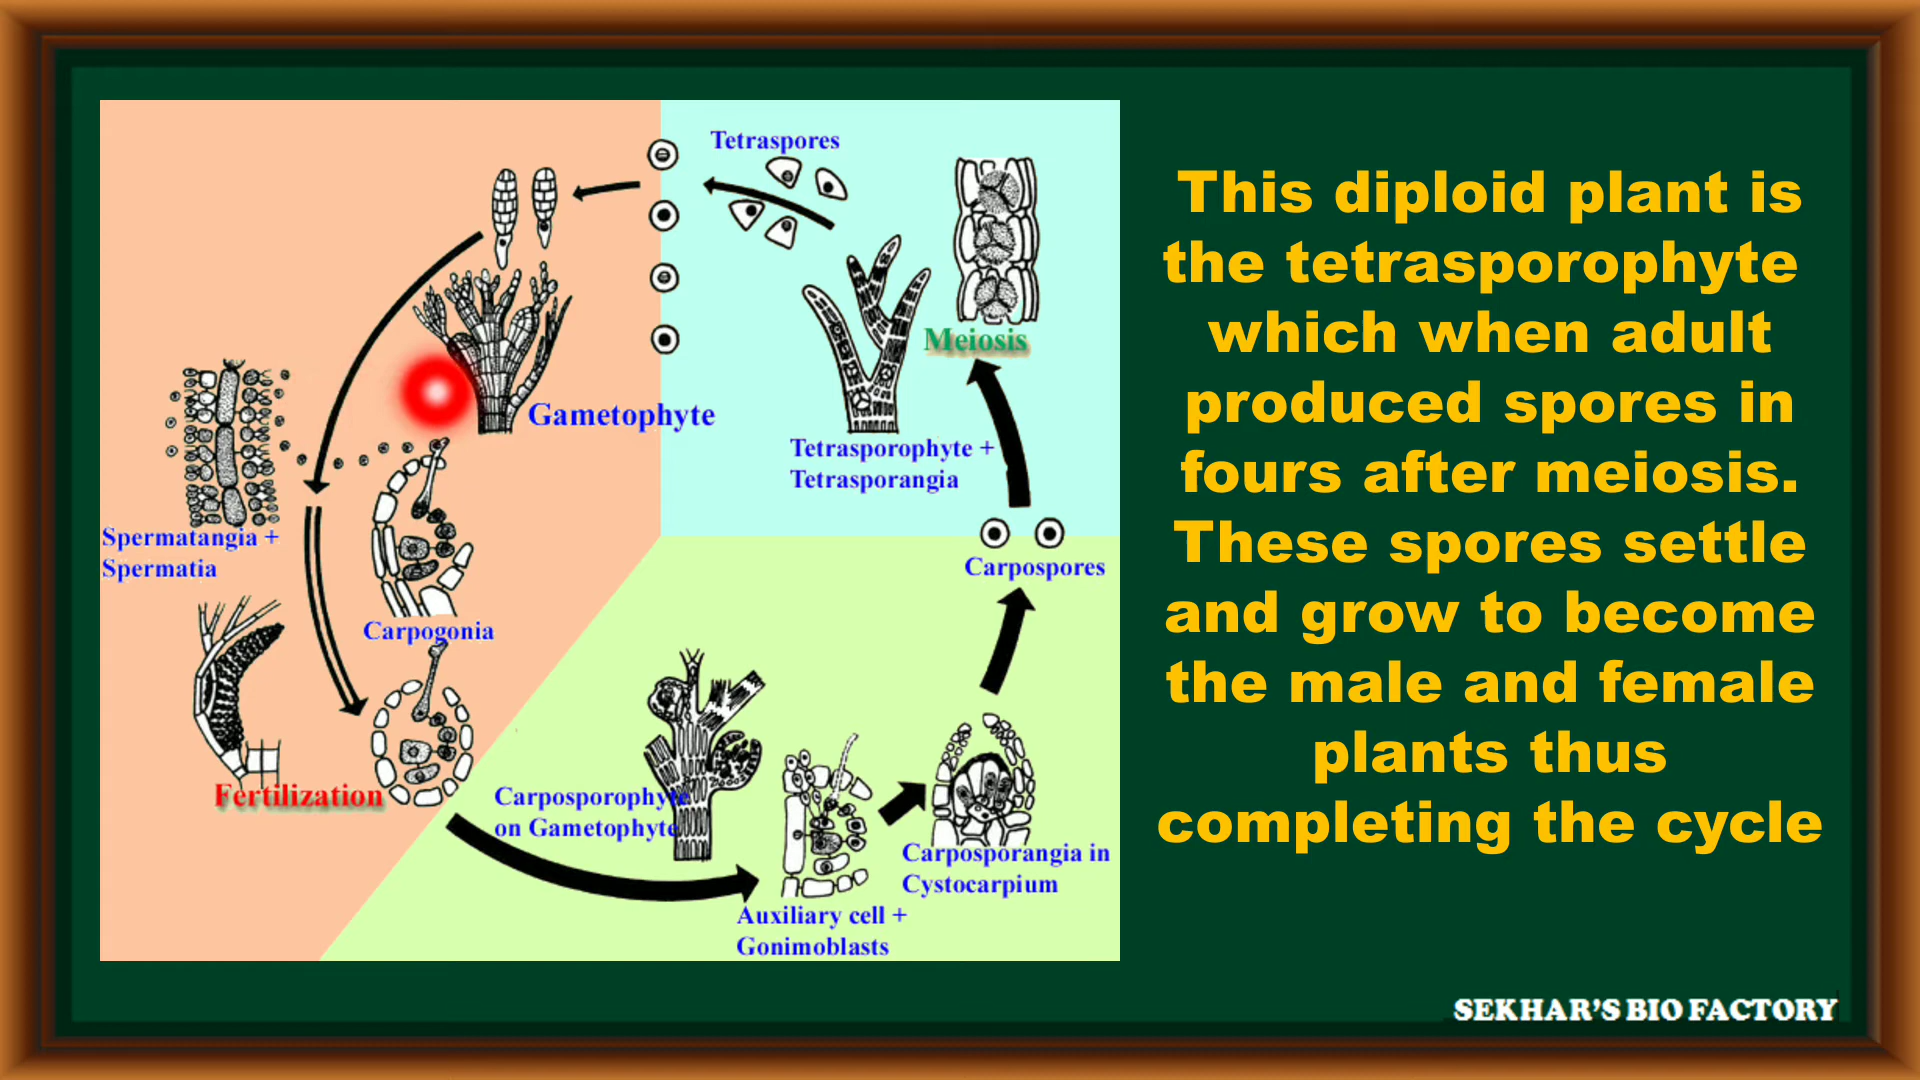 Tetraspores
Meiosis
Gametophyte
Tetrasporophyte +
Tetrasporangia
Spermatangia +
Spermatia
Carpospores
Carpogonia
Fertilization
Carposporophyte
on Gametophyte
Carposporangia in
Cystocarpium
Auxiliary cell +
Gonimoblasts
This diploid plant is
the tetrasporophyte
which when adult
produced spores in
fours after meiosis.
These spores settle
and grow to become
the male and female
plants thus
completing the cycle
SEKHAR'S BIO FACTORY